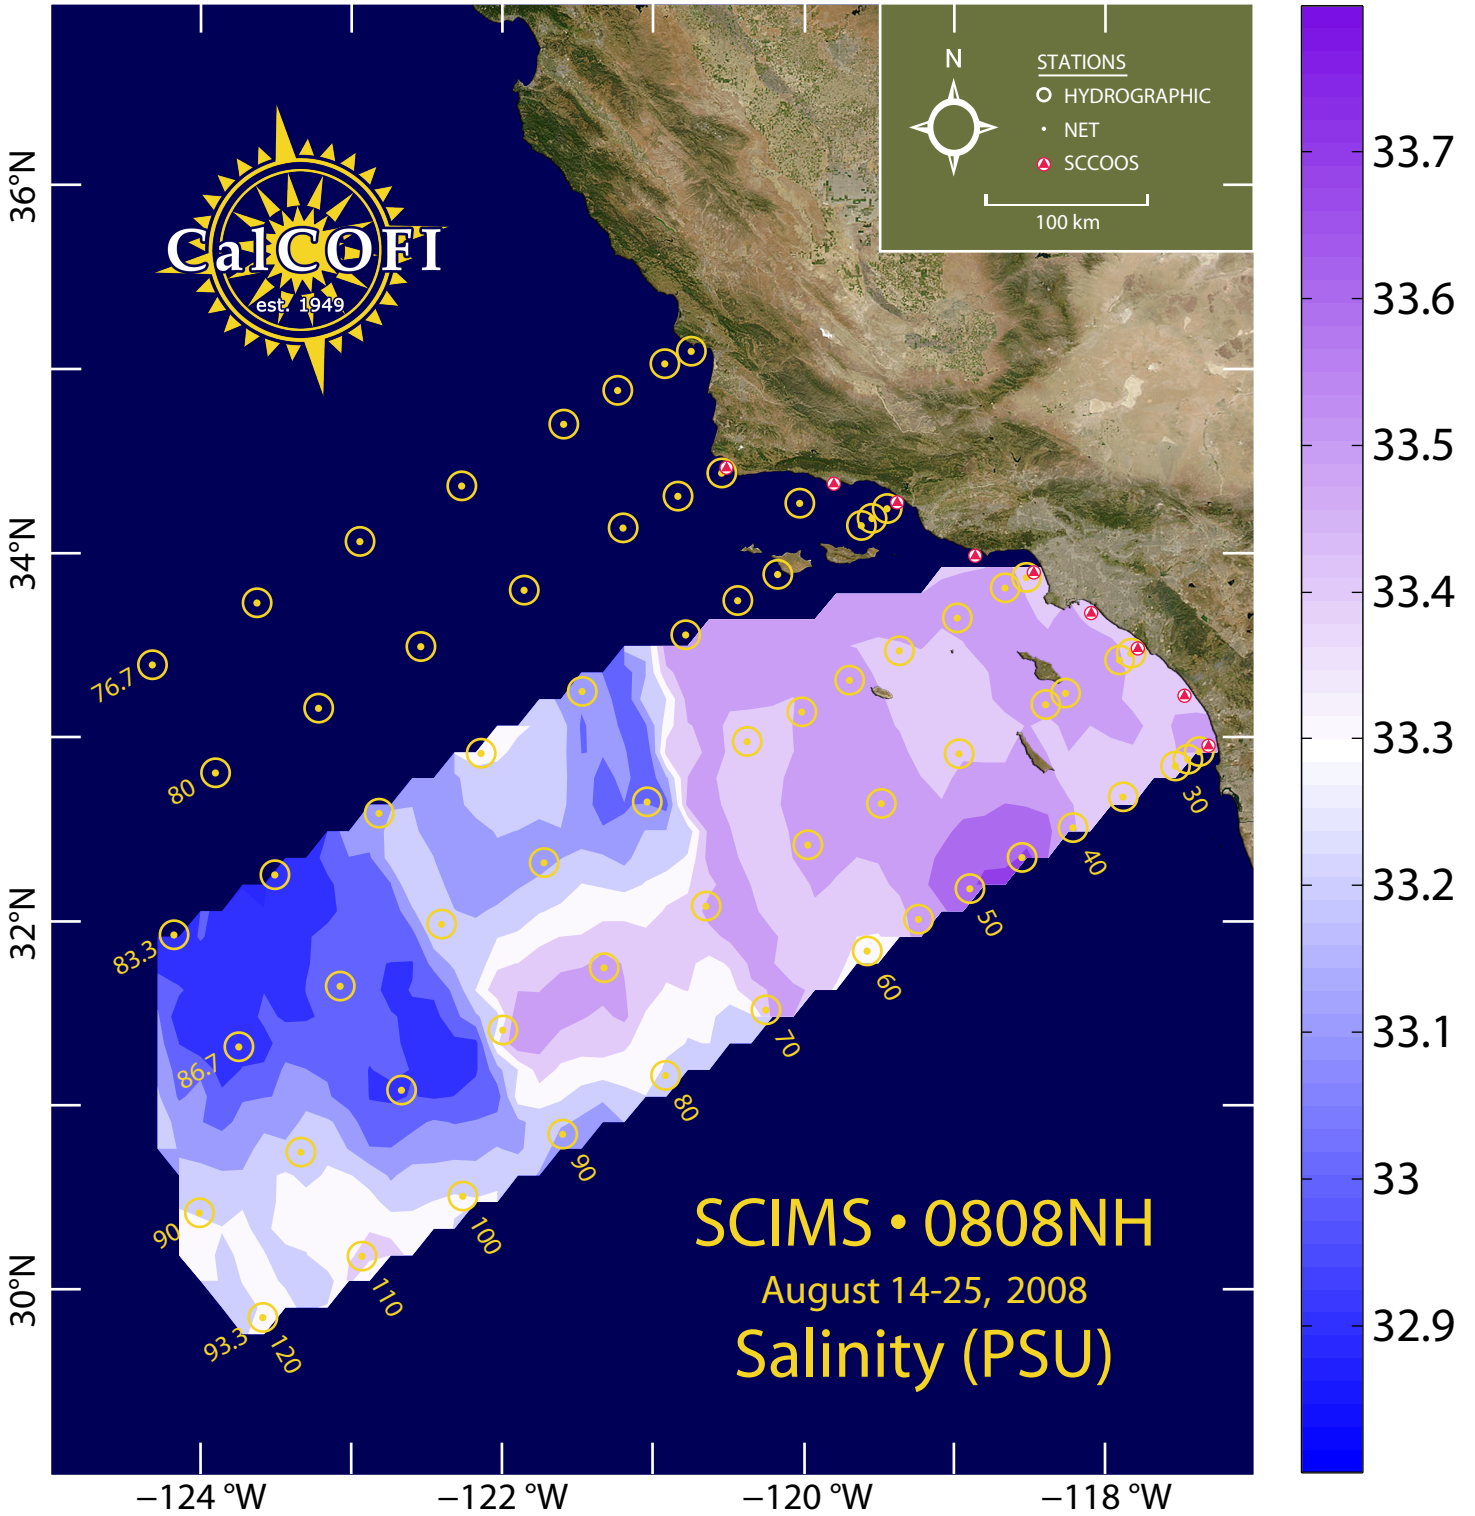 N
STATIONS
HYDROGRAPHIC
NET
SCCOOS
100 km
CalCOFI
est. 1949
36°N
34°N
32°N
30°N
76.7
80
83.3
86.7
90
93.3
30
40
50
60
70
80
90
100
110
120
SCIMS • 0808NH
August 14-25, 2008
Salinity (PSU)
−124 °W
−122 °W
−120 °W
−118 °W
33.7
33.6
33.5
33.4
33.3
33.2
33.1
33
32.9